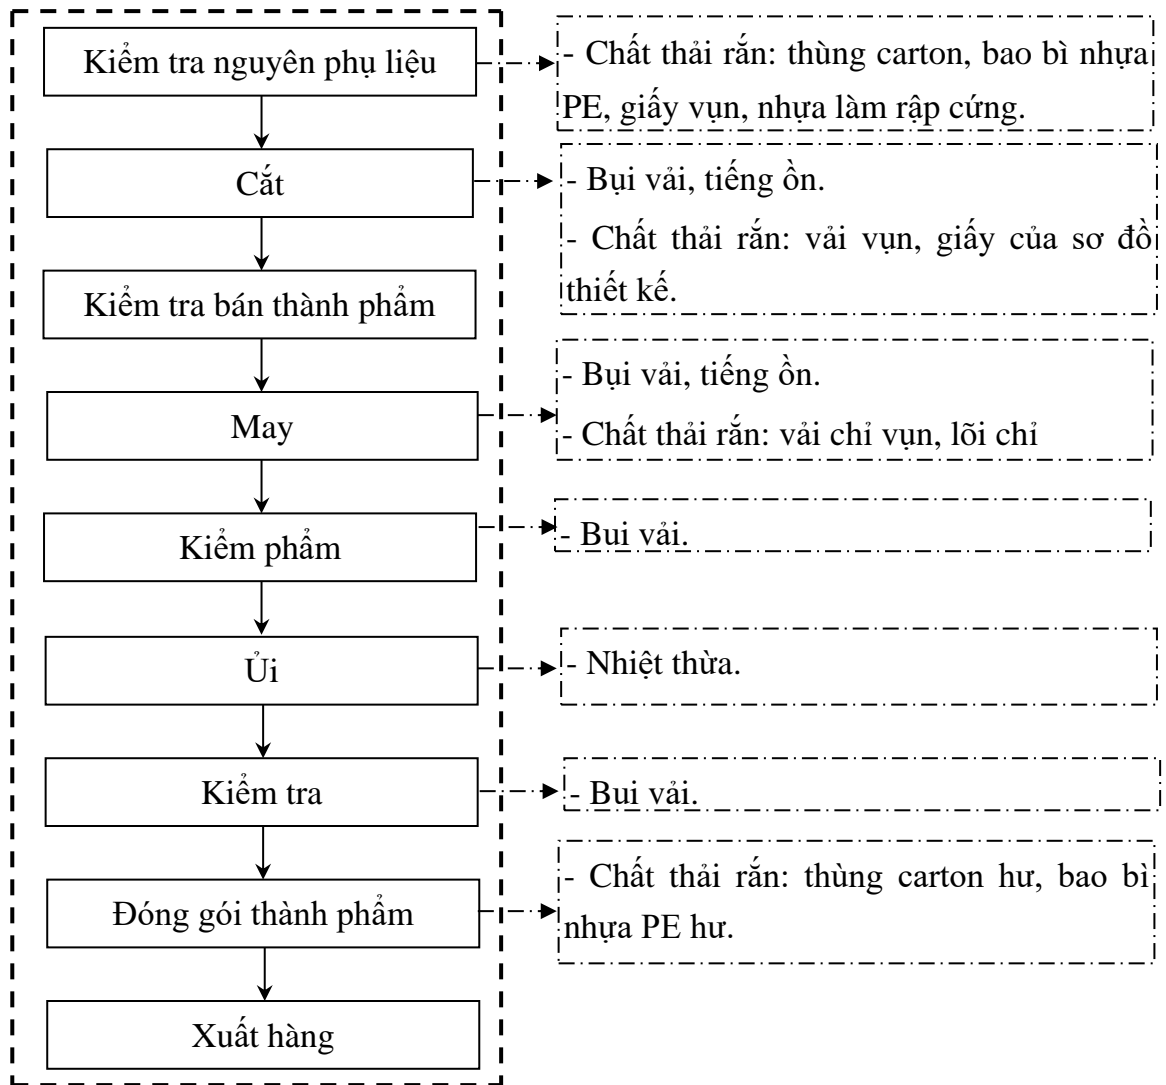 Kiểm tra nguyên phụ liệu
- Chất thải rắn: thùng carton, bao bì nhựa
PE, giấy vụn, nhựa làm rập cứng.
Cắt
- Bụi vải, tiếng ồn.
- Chất thải rắn: vải vụn, giấy của sơ đồ
thiết kế.
Kiểm tra bán thành phẩm
May
- Bụi vải, tiếng ồn.
- Chất thải rắn: vải chỉ vụn, lõi chỉ
Kiểm phẩm
- Bui vải.
Ủi
- Nhiệt thừa.
Kiểm tra
- Bui vải.
Đóng gói thành phẩm
- Chất thải rắn: thùng carton hư, bao bì
nhựa PE hư.
Xuất hàng